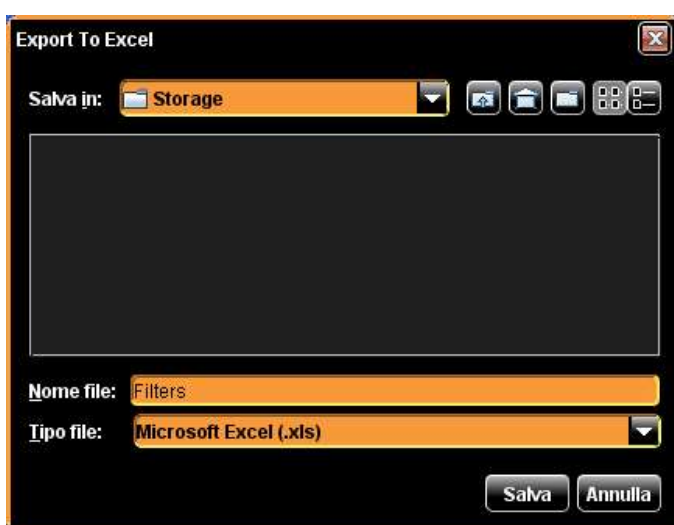 Export To Excel
Salva in: Storage
Nome file: Filters
Tipo file: Microsoft Excel (.xls)
Salva Annulla